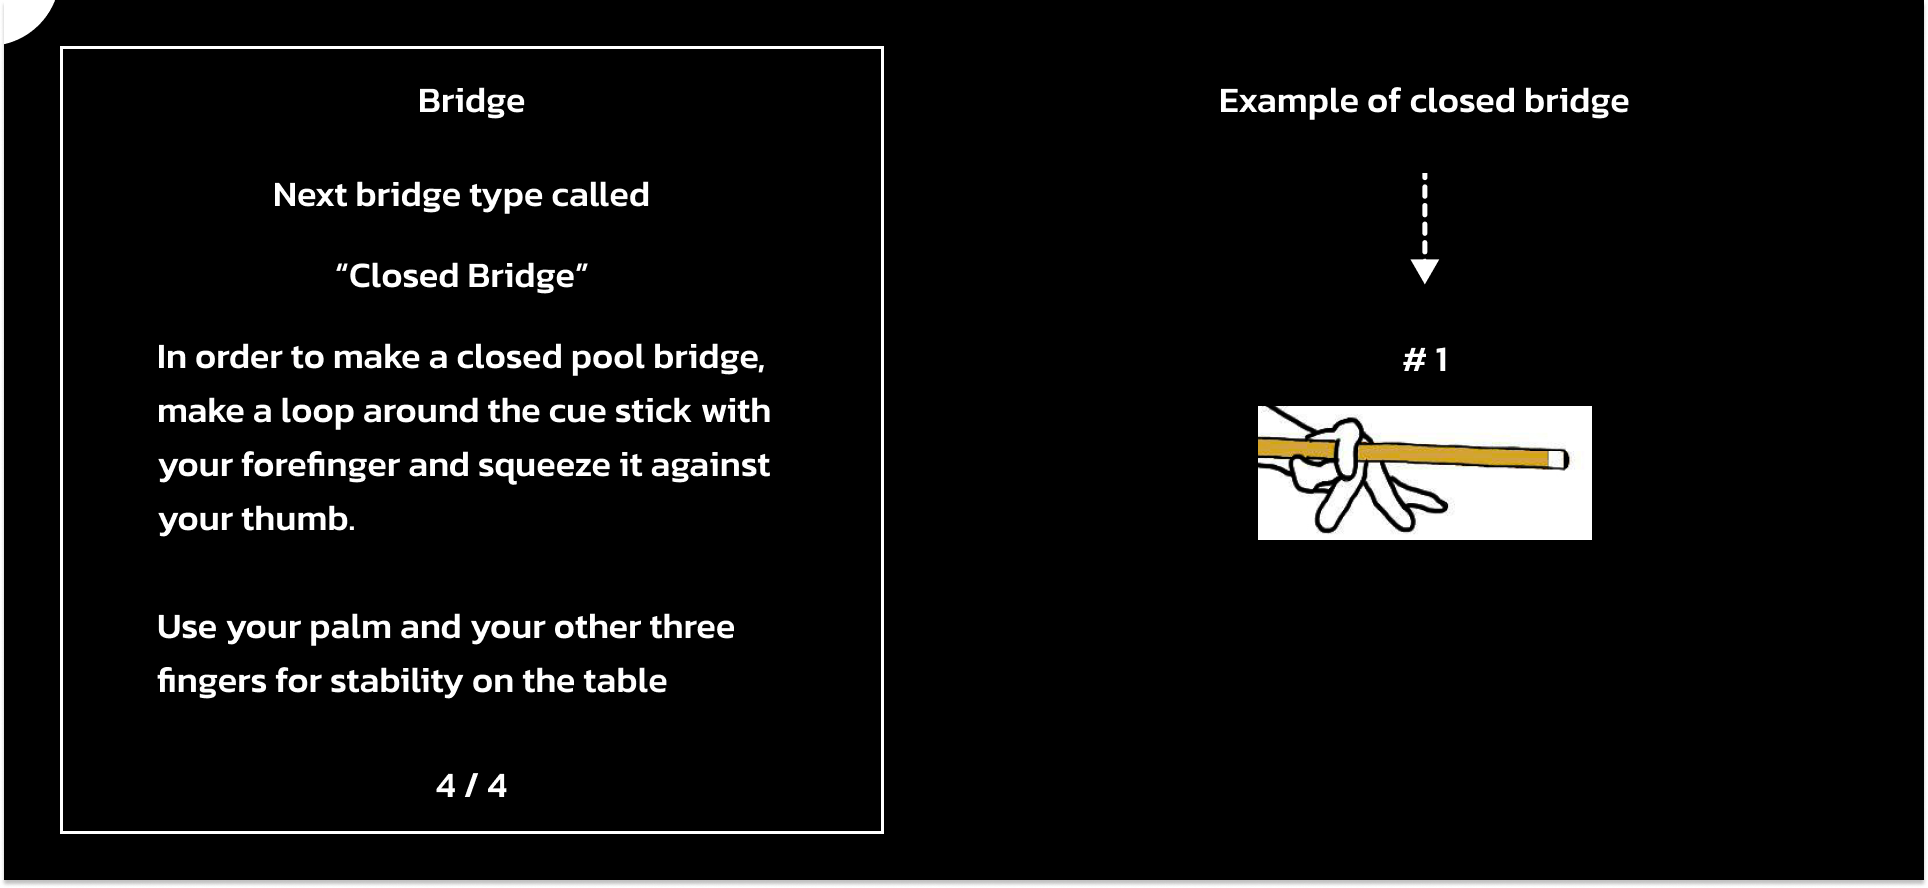 Bridge
Next bridge type called
“Closed Bridge”
In order to make a closed pool bridge,
make a loop around the cue stick with
your forefinger and squeeze it against
your thumb.
Use your palm and your other three
fingers for stability on the table
4 / 4
Example of closed bridge
# 1